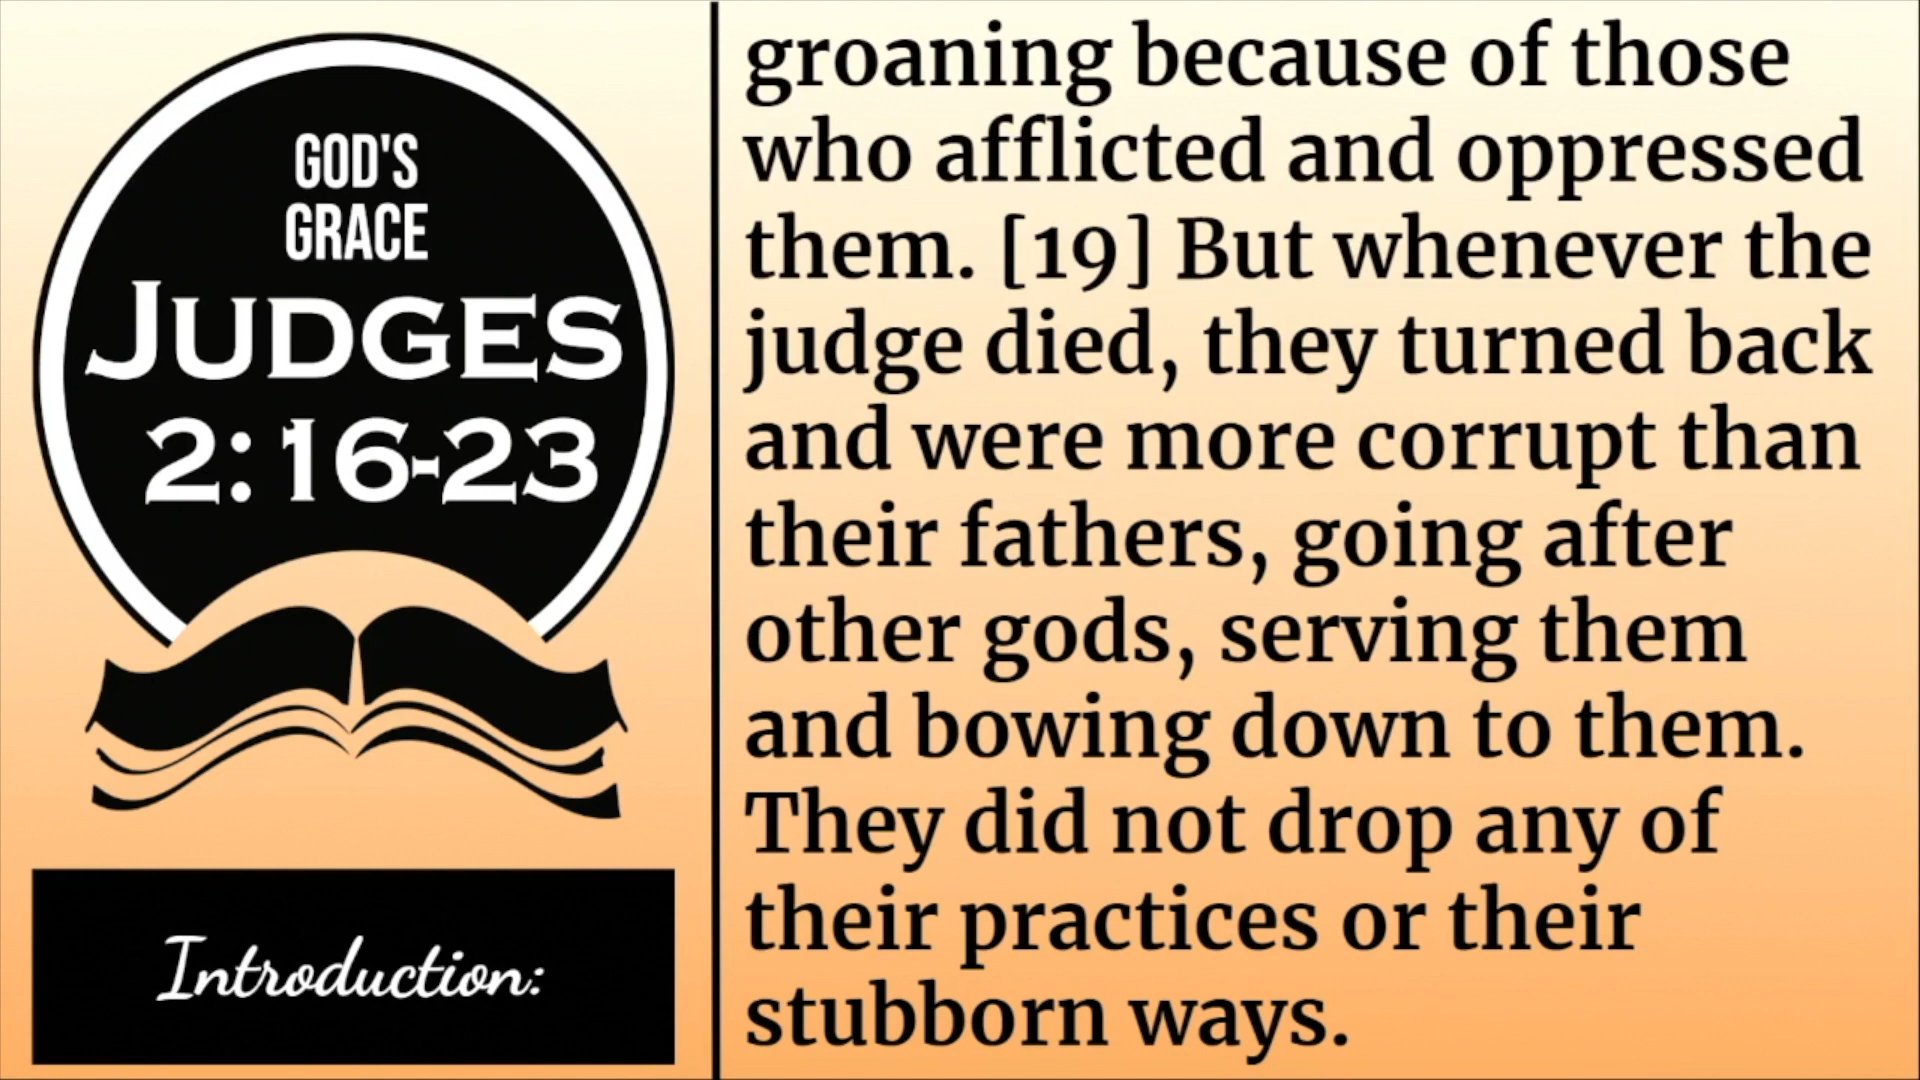 GOD'S
GRACE
JUDGES
2:16-23
Introduction:
groaning because of those
who afflicted and oppressed
them. [19] But whenever the
judge died, they turned back
and were more corrupt than
their fathers, going after
other gods, serving them
and bowing down to them.
They did not drop any of
their practices or their
stubborn ways.